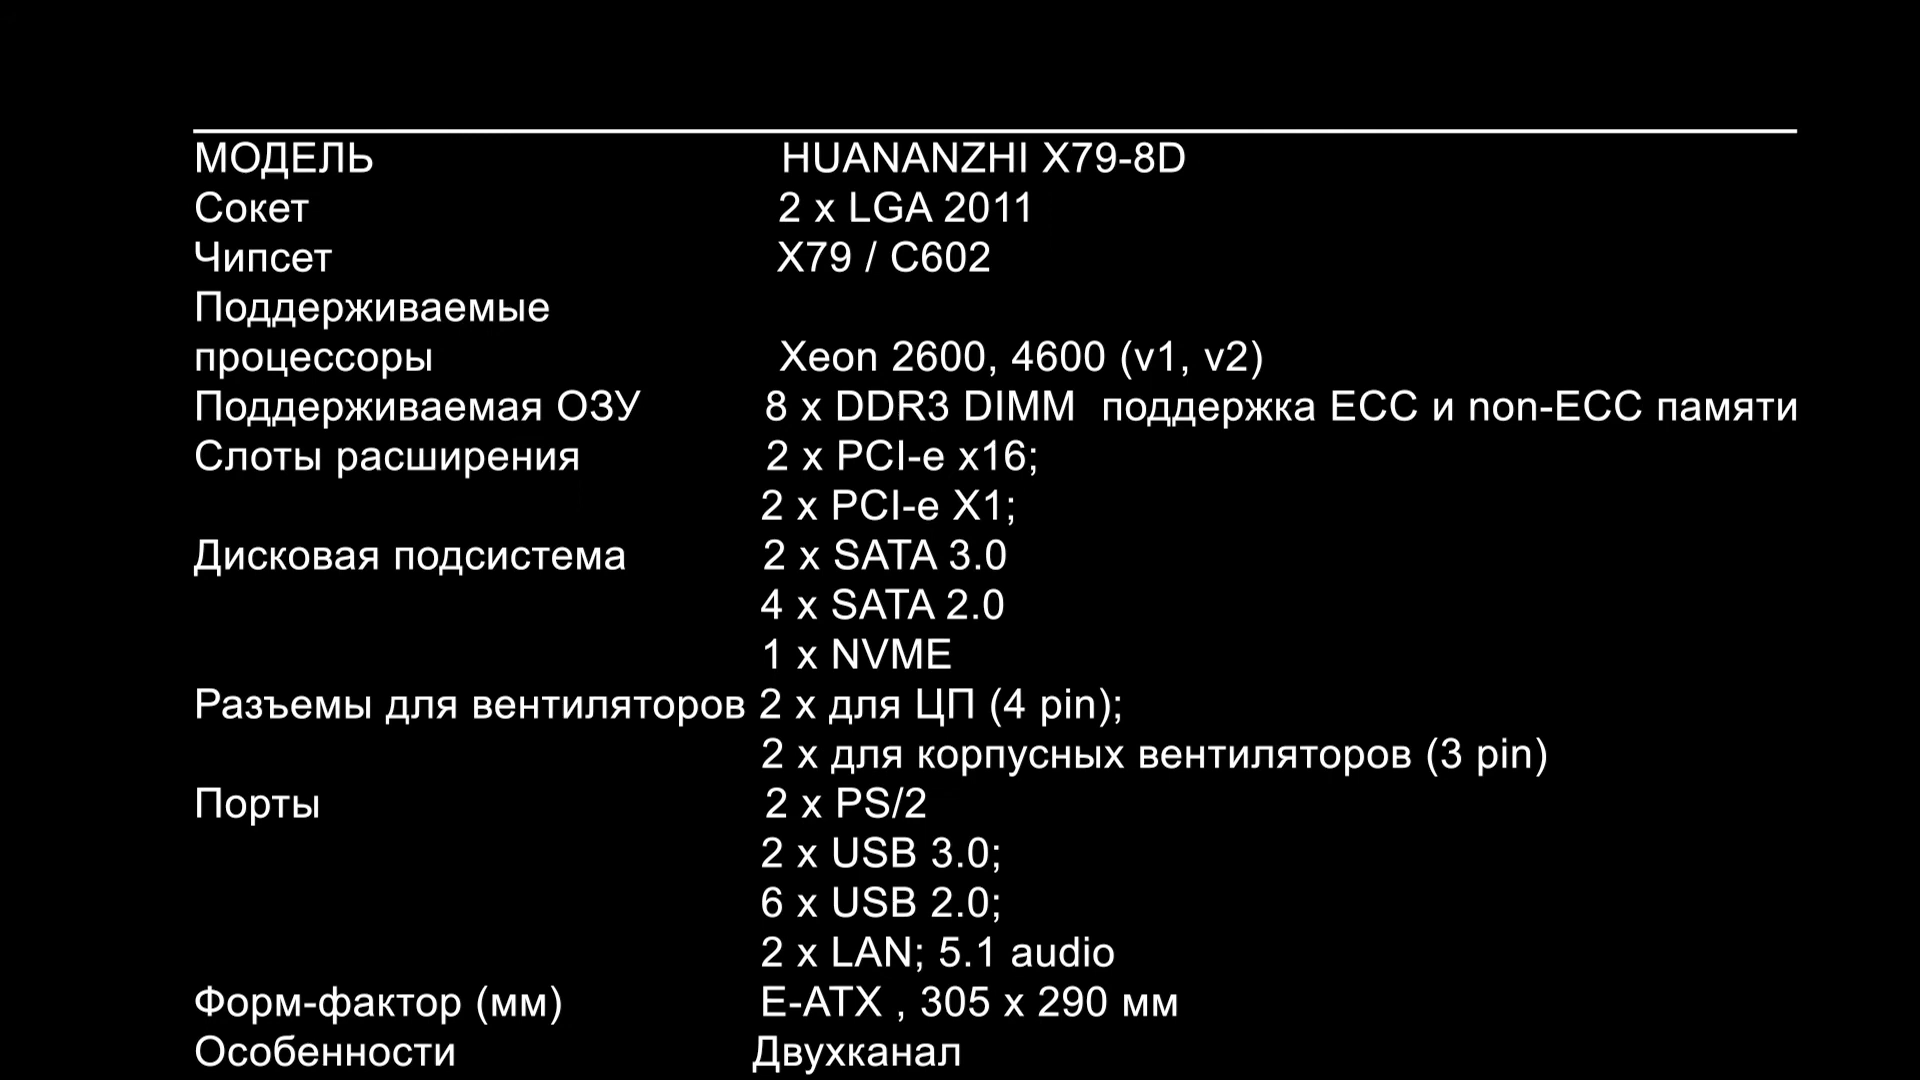 МОДЕЛЬ HUANANZHI X79-8D
Сокет 2 x LGA 2011
Чипсет X79 / C602
Поддерживаемые
процессоры Xeon 2600, 4600 (v1, v2)
Поддерживаемая ОЗУ 8 x DDR3 DIMM поддержка ECC и non-ECC памяти
Слоты расширения 2 x PCI-e x16;
2 x PCI-e X1;
Дисковая подсистема 2 x SATA 3.0
4 x SATA 2.0
1 x NVME
Разъемы для вентиляторов 2 x для ЦП (4 pin);
2 x для корпусных вентиляторов (3 pin)
Порты 2 x PS/2
2 x USB 3.0;
6 x USB 2.0;
2 x LAN; 5.1 audio
Форм-фактор (мм) E-ATX , 305 x 290 мм
Особенности Двухканал